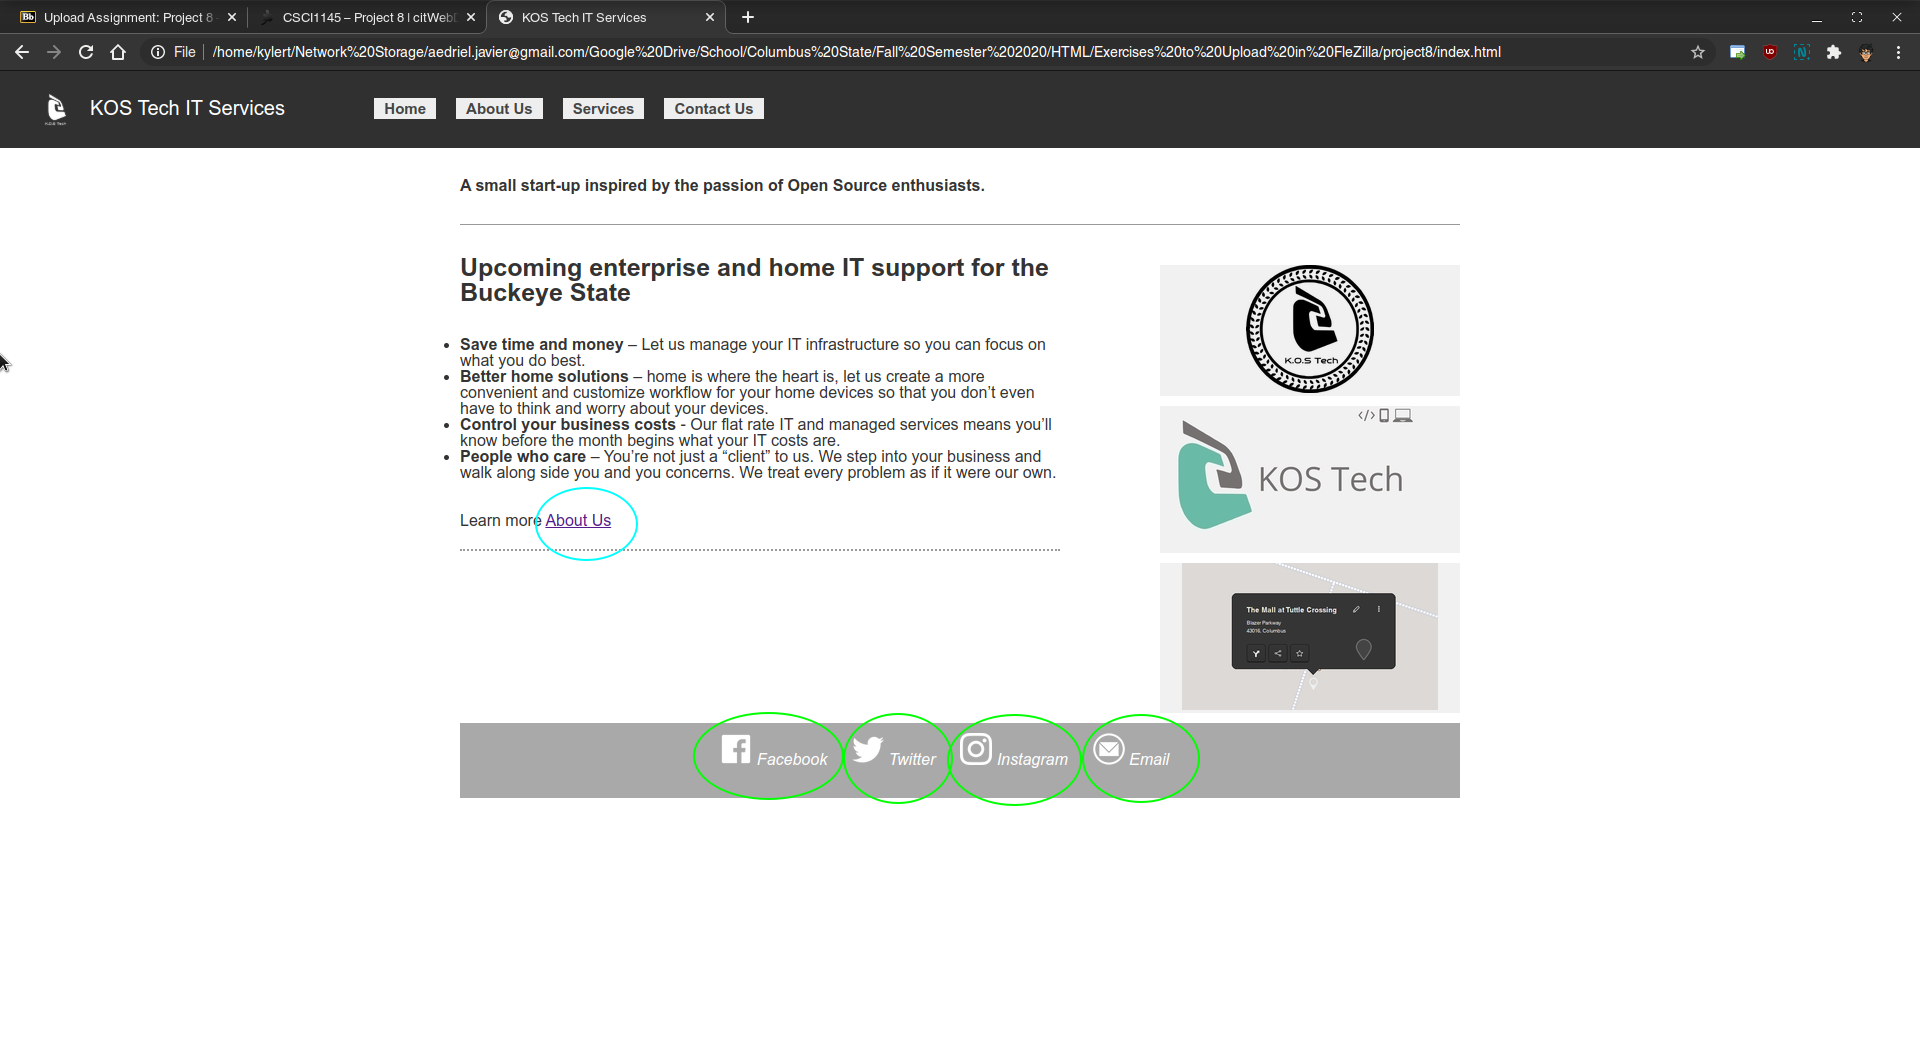 Bb Upload Assignment: Project 8
CSCI1145 – Project 8 | citWebD
KOS Tech IT Services
File /home/kylert/Network%20Storage/aedriel.javier@gmail.com/Google%20Drive/School/Columbus%20State/Fall%20Semester%202020/HTML/Exercises%20to%20Upload%20in%20FleZilla/project8/index.html
KOS Tech IT Services
Home About Us Services Contact Us
A small start-up inspired by the passion of Open Source enthusiasts.
Upcoming enterprise and home IT support for the
Buckeye State
• Save time and money – Let us manage your IT infrastructure so you can focus on
what you do best.
• Better home solutions – home is where the heart is, let us create a more
convenient and customize workflow for your home devices so that you don’t even
have to think and worry about your devices.
• Control your business costs - Our flat rate IT and managed services means you’ll
know before the month begins what your IT costs are.
• People who care – You’re not just a “client” to us. We step into your business and
walk along side you and you concerns. We treat every problem as if it were our own.
Learn more About Us
K.O.S Tech
</>
KOS Tech
The Mall at Tuttle Crossing
Blazer Parkway
43016, Columbus
Facebook Twitter Instagram Email